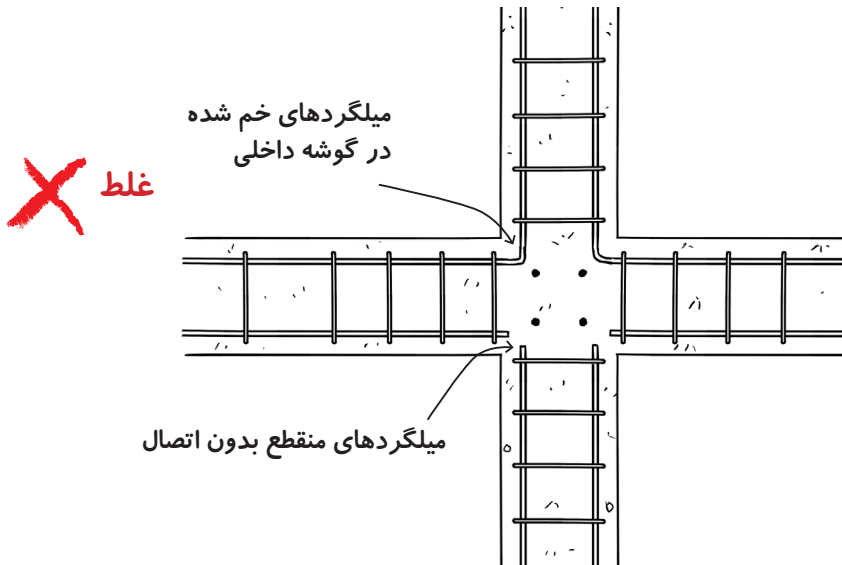 میلگردهای خم شده
در گوشه داخلی
غلط
میلگردهای منقطع بدون اتصال